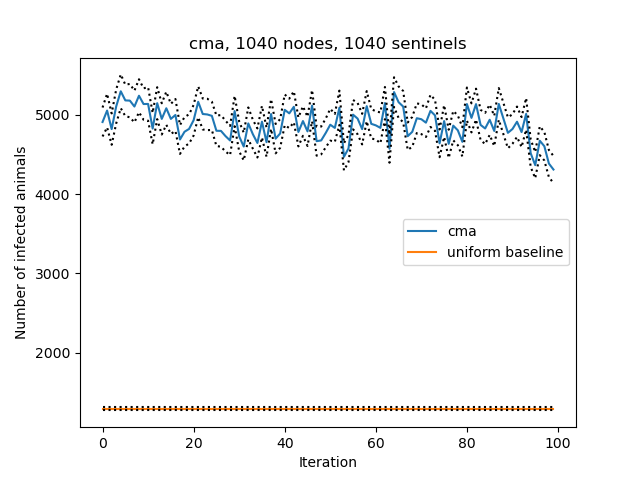 cma, 1040 nodes, 1040 sentinels
Number of infected animals
5000
4000
3000
2000
cma
uniform baseline
0 20 40 60 80 100
Iteration